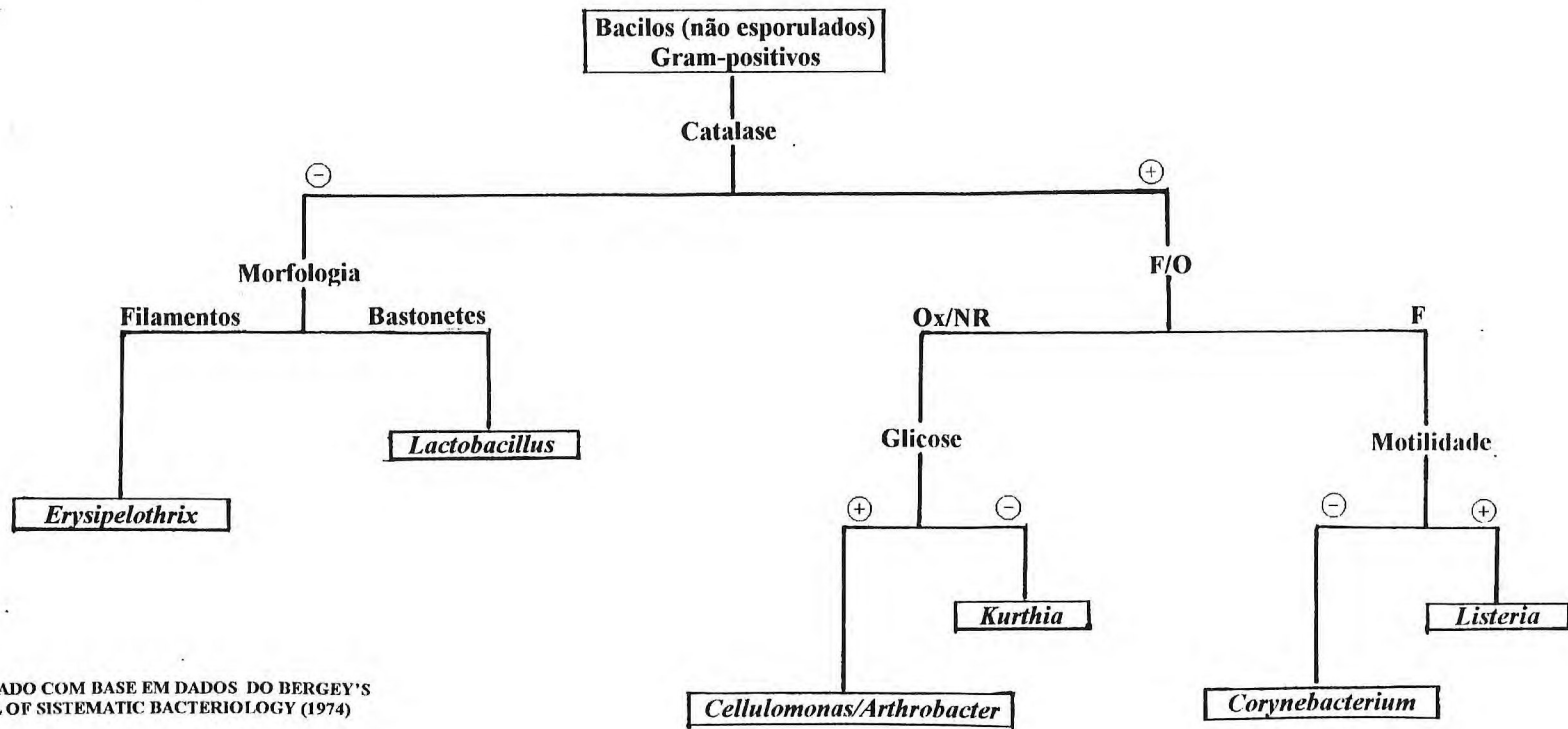 Bacilos (não esporulados)
Gram-positivos
Catalase
−
+
Morfologia
F/O
Filamentos
Bastonetes
Ox/NR
F
Glicose
Motilidade
Lactobacillus
Erysipelothrix
+
−
−
+
Kurthia
Listeria
Cellulomonas/Arthrobacter
Corynebacterium
ADO COM BASE EM DADOS DO BERGEY'S
OF SISTEMATIC BACTERIOLOGY (1974)